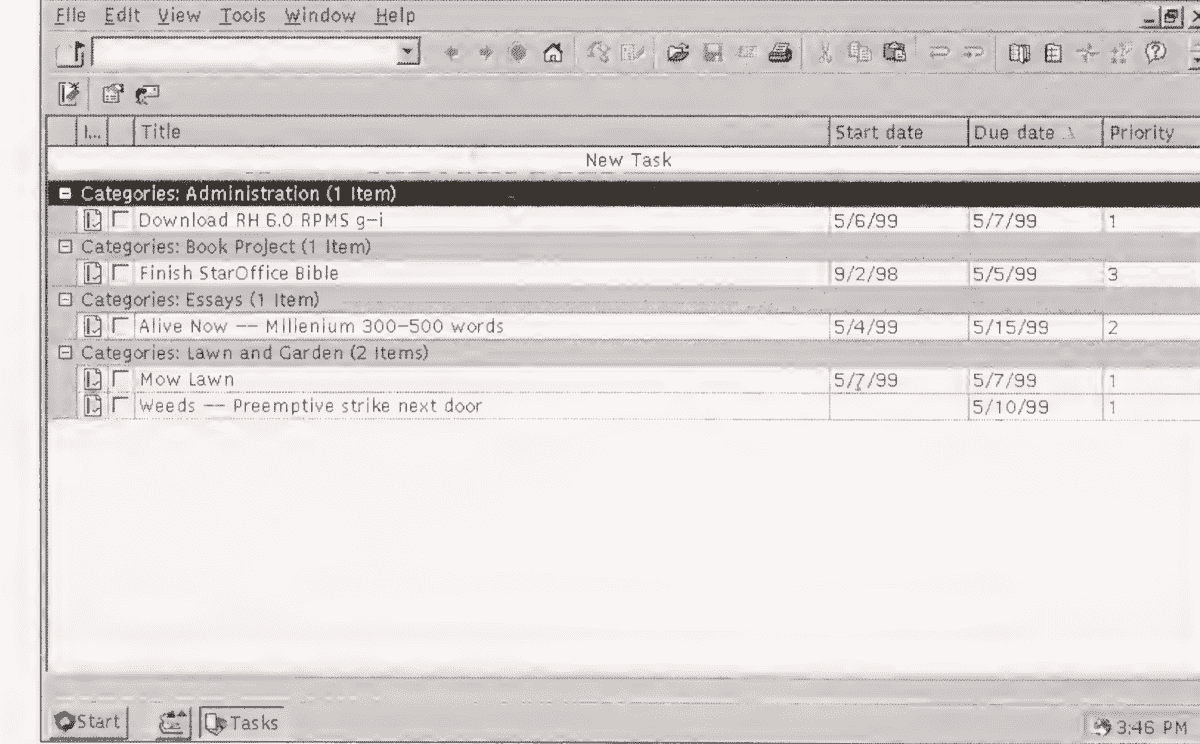 File Edit View Tools Window Help
I... Title Start date Due date Priority
New Task
Categories: Administration (1 Item)
Download RH 6.0 RPMS g-i 5/6/99 5/7/99 1
Categories: Book Project (1 Item)
Finish StarOffice Bible 9/2/98 5/5/99 3
Categories: Essays (1 Item)
Alive Now -- Millenium 300-500 words 5/4/99 5/15/99 2
Categories: Lawn and Garden (2 Items)
Mow Lawn 5/7/99 5/7/99 1
Weeds -- Preemptive strike next door 5/10/99 1
Start Tasks 3:46 PM